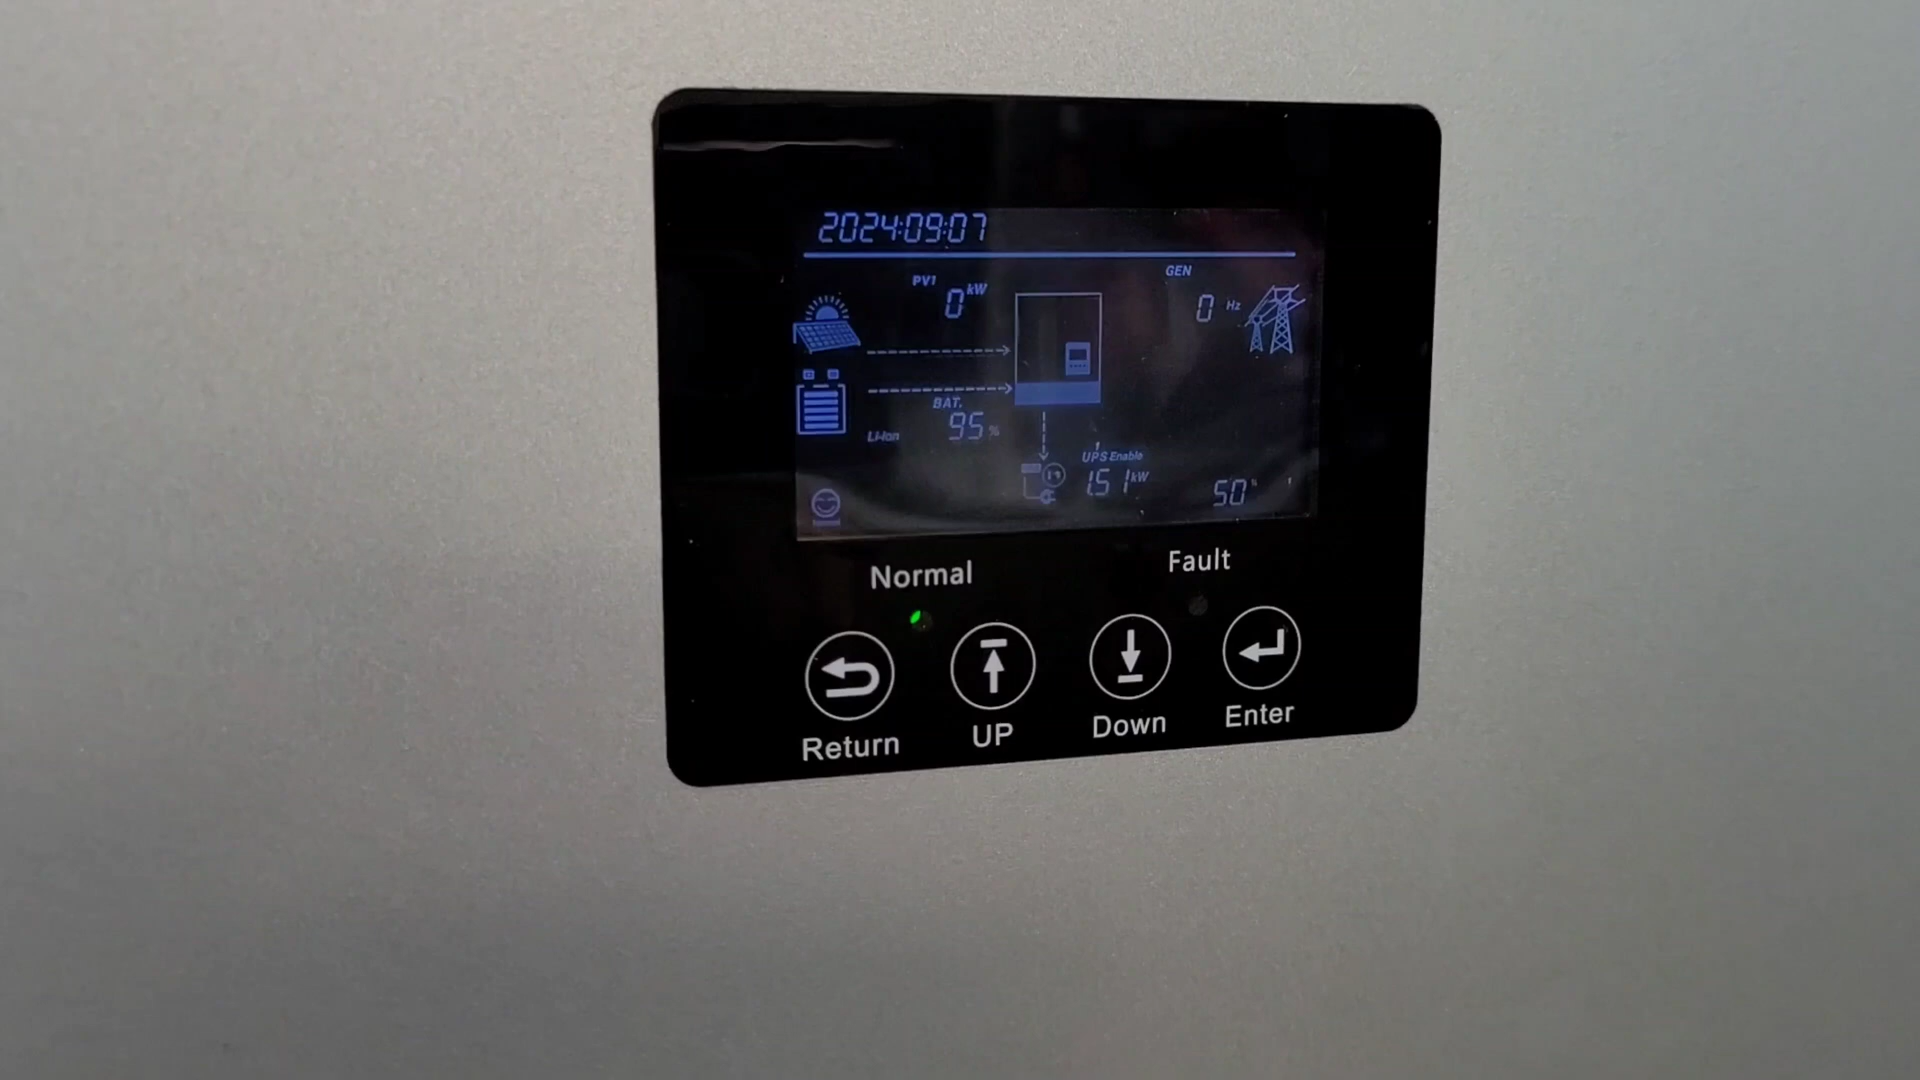 2024:09:07
PV1
0 kW
GEN
0 Hz
BAT.
Li-Ion
95 %
UPS Enable
1.51 kW
50 %
Normal
Fault
Return
UP
Down
Enter